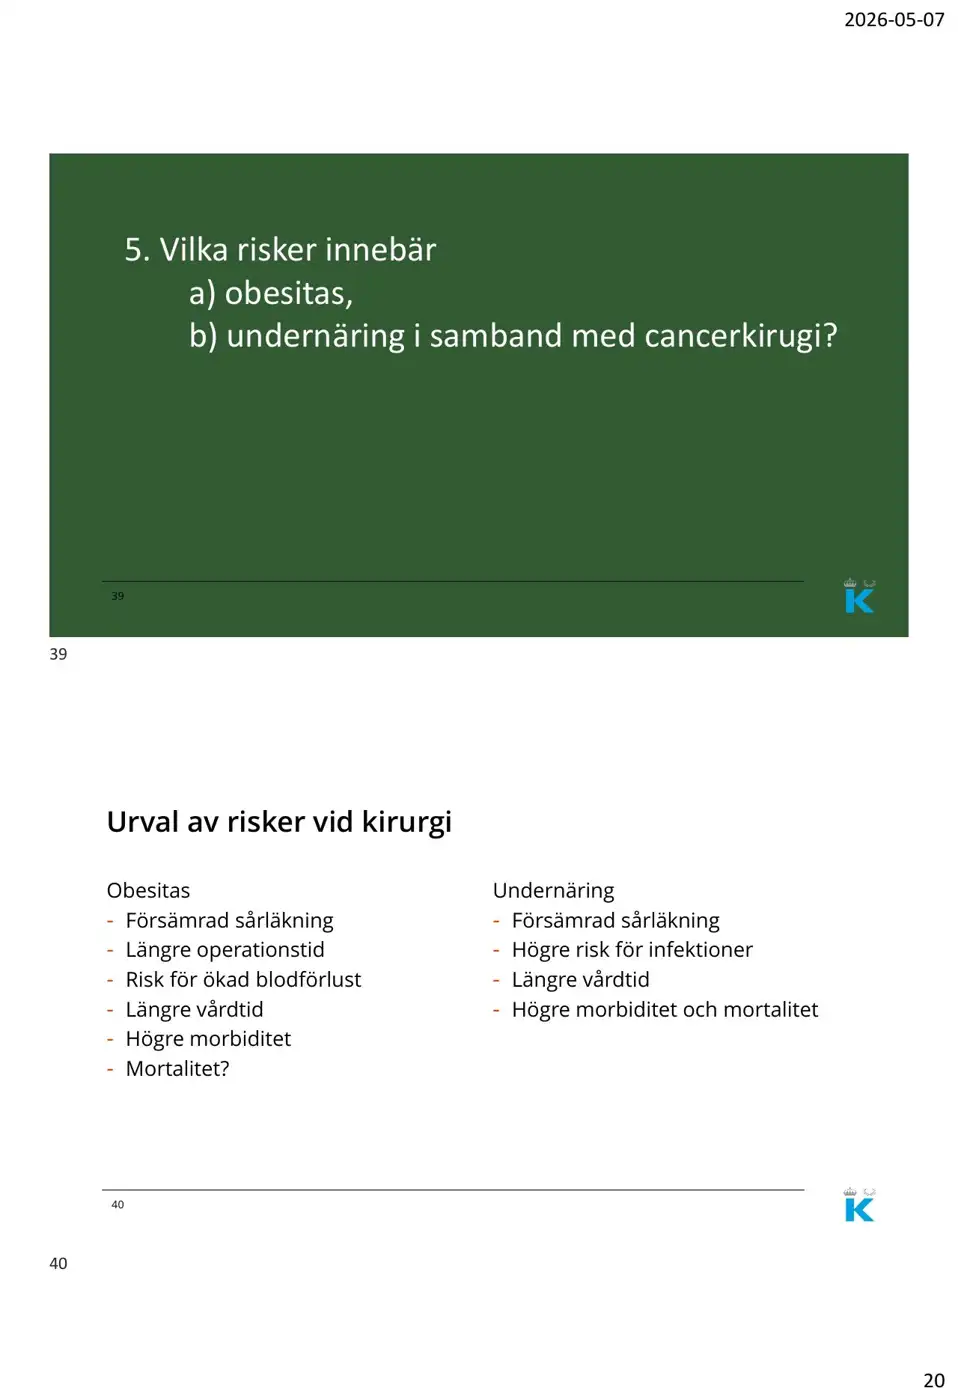 2026-05-07
5. Vilka risker innebär
a) obesitas,
b) undernäring i samband med cancerkirugi?
39
39
Urval av risker vid kirurgi
Obesitas
- Försämrad sårläkning
- Längre operationstid
- Risk för ökad blodförlust
- Längre vårdtid
- Högre morbiditet
- Mortalitet?
Undernäring
- Försämrad sårläkning
- Högre risk för infektioner
- Längre vårdtid
- Högre morbiditet och mortalitet
40
40
20